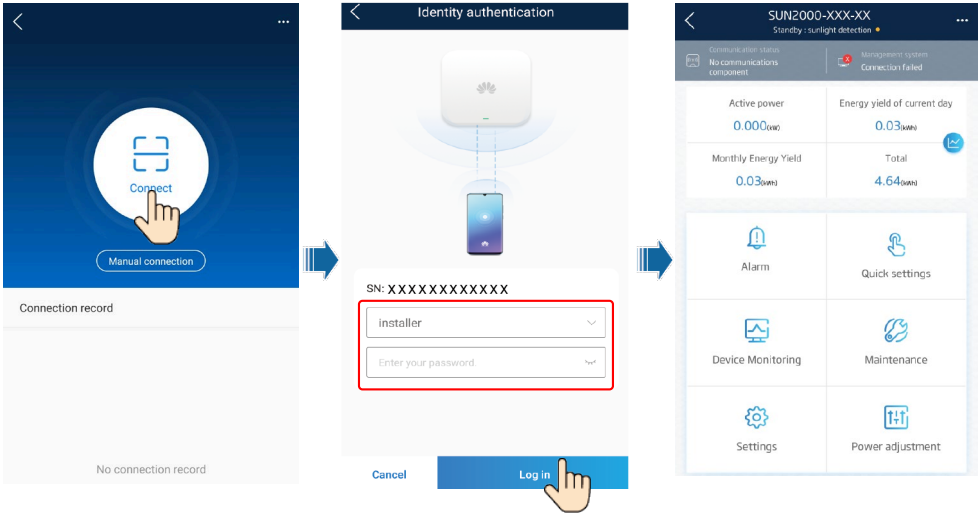 Connect
Manual connection
Connection record
No connection record
Identity authentication
SN: XXXXXXXXXXXX
installer
Enter your password.
Cancel
Log in
SUN2000-XXX-XX
Standby : sunlight detection
Communication status
No communications
component
Management system
Connection failed
Active power
0.000(kW)
Energy yield of current day
0.03(kWh)
Monthly Energy Yield
0.03(kWh)
Total
4.64(kWh)
Alarm
Quick settings
Device Monitoring
Maintenance
Settings
Power adjustment